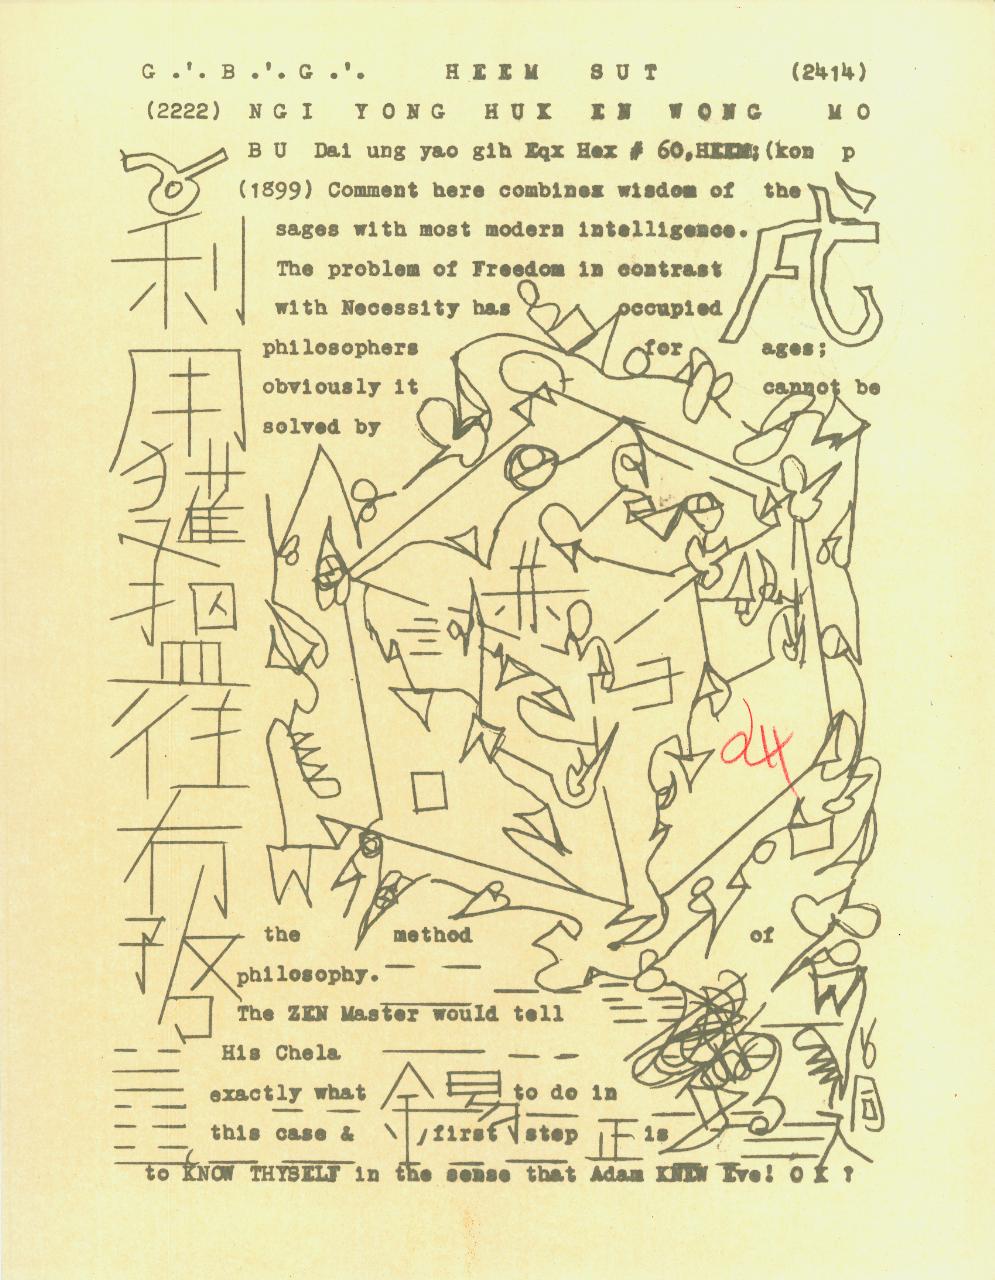 G .'. B .'. G .'. HEEM SUT (2414)
(2222) NGI YONG HUK EN WONG MO
BU Dai ung yao gih Eqx Hex # 60,HEEM;(kon p
(1899) Comment here combines wisdom of the
sages with most modern intelligence.
The problem of Freedom in contrast
with Necessity has occupied
philosophers for ages;
obviously it cannot be
solved by
the method of
philosophy.
The ZEN Master would tell
His Chela
exactly what to do in
this case & , first step 正 is
to KNOW THYSELF in the sense that Adam KNEW Eve! O K ?